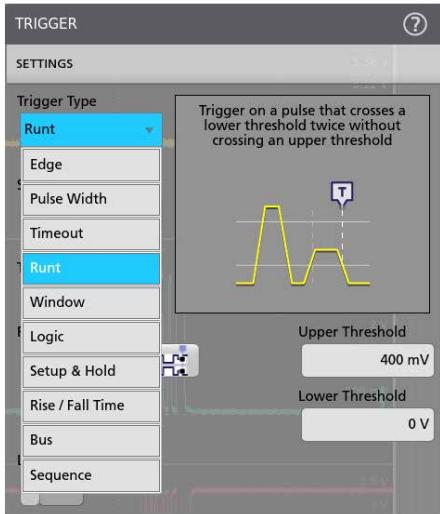 TRIGGER
?
SETTINGS
Trigger Type
Runt
Edge
Pulse Width
Timeout
Runt
Window
Logic
Setup & Hold
Rise / Fall Time
Bus
Sequence
Trigger on a pulse that crosses a
lower threshold twice without
crossing an upper threshold
T
Upper Threshold
400 mV
Lower Threshold
0 V